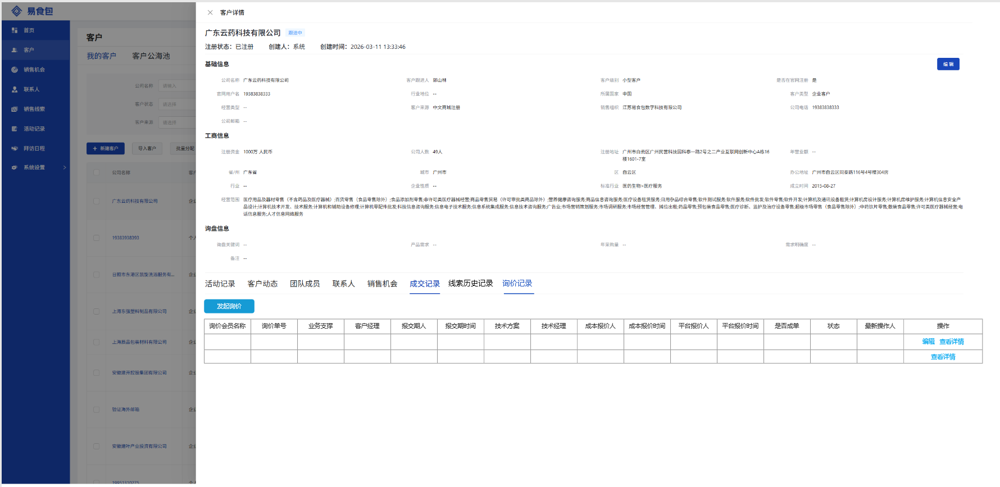 易食包
首页
客户
销售机会
联系人
销售线索
活动记录
拜访日程
系统设置
客户
我的客户 客户公海池
公司名称 请输入
客户状态 请选择
客户来源 请选择
新建客户 导入客户 批量分配
公司名称
广东云药科技有限公司
19383938393
日照市东港区凯旋洗浴服务有...
上海东强塑料制品有限公司
上海辰品包装材料有限公司
安徽建开控股集团有限公司
验证海外邮箱
安徽建叶产业投资有限公司
19951310275
客户详情
广东云药科技有限公司 跟进中
注册状态：已注册 创建人：系统 创建时间：2026-03-11 13:33:46
基础信息 编辑
公司名称 广东云药科技有限公司 客户跟进人 郭山林 客户级别 小型客户 是否在官网注册 是
官网用户名 19383838333 行业地位 -- 所属国家 中国 客户类型 企业客户
经营类型 -- 客户来源 中文商城注册 销售组织 江苏易食包数字科技有限公司 公司电话 19383838333
公司邮箱 --
工商信息
注册资金 1000万 人民币 公司人数 49人 注册地址 广州市白云区广州民营科技园科泰一路2号之二产业互联网创新中心A栋16楼1601-7室 年营业额 --
省/州 广东省 城市 广州市 区 白云区 办公地址 广州市白云区同泰路116号4号楼304房
行业 -- 企业性质 -- 标准行业 医药生物>医疗服务 成立时间 2015-08-27
经营范围 医疗用品及器材零售（不含药品及医疗器械）;百货零售（食品零售除外）;食品添加剂零售;非许可类医疗器械经营;商品零售贸易（许可审批类商品除外）;营养健康咨询服务;商品信息咨询服务;医疗设备租赁服务;日用杂品综合零售;软件测试服务;软件服务;软件批发;软件零售;软件开发;计算机及通讯设备租赁;计算机房设计服务;计算机房维护服务;计算机信息安全产
品设计;计算机技术开发、技术服务;计算机和辅助设备修理;计算机零配件批发;科技信息咨询服务;信息电子技术服务;信息系统集成服务;信息技术咨询服务;广告业;市场营销策划服务;市场调研服务;市场经营管理、摊位出租;药品零售;预包装食品零售;医疗诊断、监护及治疗设备零售;超级市场零售（食品零售除外）;中药饮片零售;散装食品零售;许可类医疗器械经营;电
话信息服务;人才信息网络服务
询盘信息
询盘关键词 -- 产品需求 -- 年采购量 -- 需求明确度 --
备注 --
活动记录 客户动态 团队成员 联系人 销售机会 成交记录 线索历史记录 询价记录
发起询价
询价会员名称 询价单号 业务支撑 客户经理 报交期人 报交期时间 技术方案 技术经理 成本报价人 成本报价时间 平台报价人 平台报价时间 是否成单 状态 最新操作人 操作
编辑 查看详情
查看详情